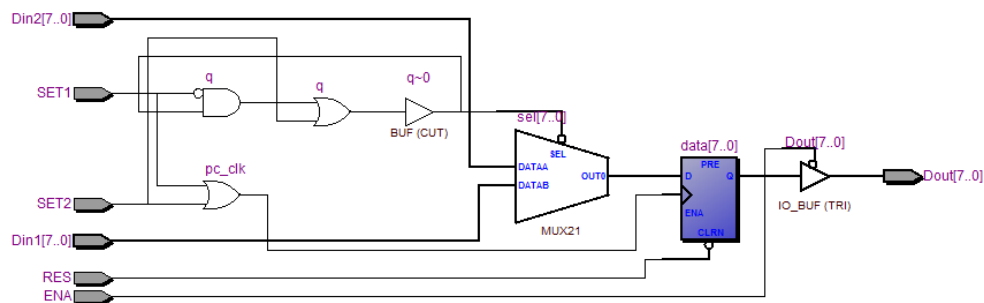 Din2[7..0]
SET1
SET2
Din1[7..0]
RES
ENA
q
q
q~0
BUF (CUT)
pc_clk
sel[7..0]
SEL
DATAA
DATAB
OUT0
MUX21
data[7..0]
PRE
D
Q
ENA
CLRN
Dout[7..0]
IO_BUF (TRI)
Dout[7..0]